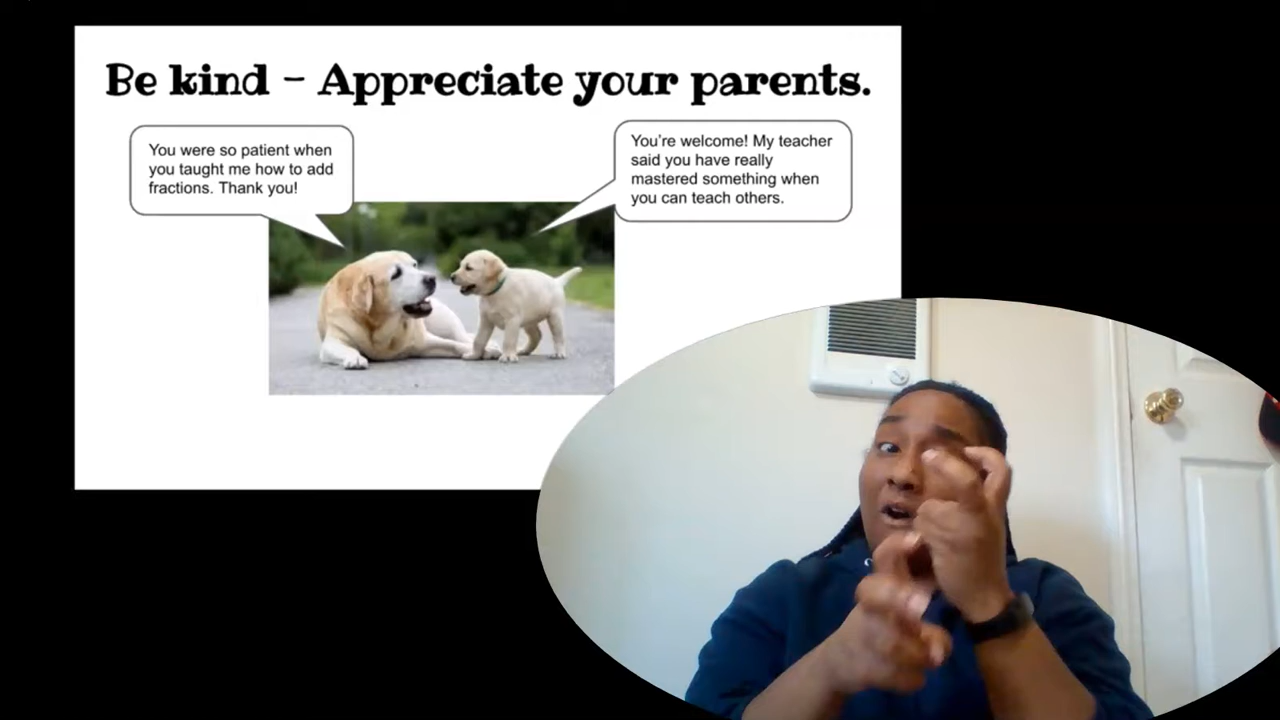 Be kind – Appreciate your parents.
You were so patient when
you taught me how to add
fractions. Thank you!
You're welcome! My teacher
said you have really
mastered something when
you can teach others.